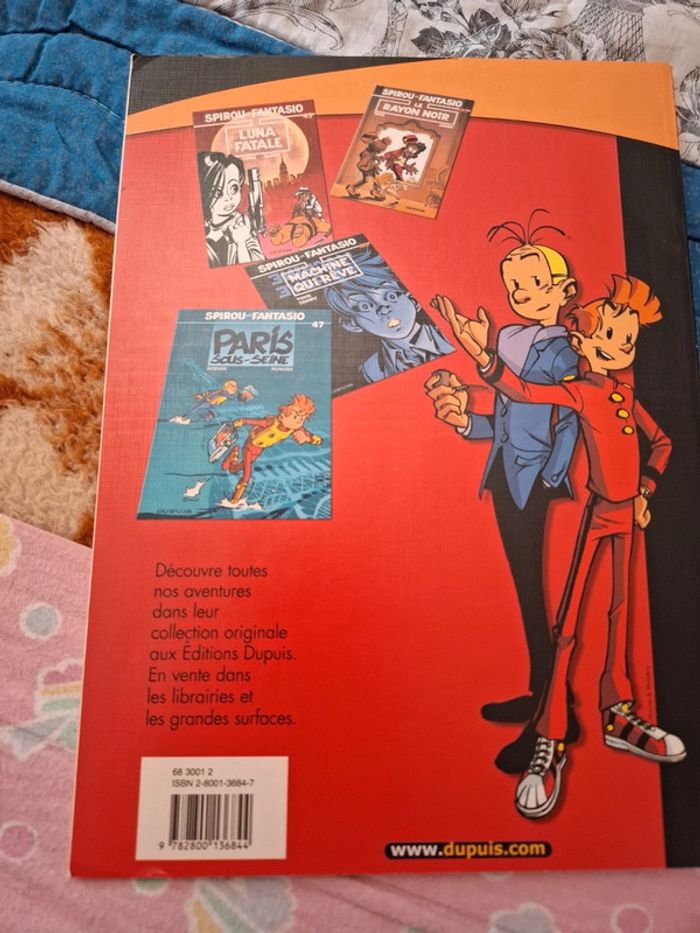 SPIROU et FANTASIO
45
LUNA
FATALE
SPIROU et FANTASIO
LE
RAYON NOIR
SPIROU et FANTASIO
MACHINE
QUI RÊVE
SPIROU et FANTASIO 47
PARIS
SOUS-SEINE
MORVAN MUNUERA
Découvre toutes
nos aventures
dans leur
collection originale
aux Éditions Dupuis.
En vente dans
les librairies et
les grandes surfaces.
68 3001 2
ISBN 2-8001-3684-7
9 782800 136844
www.dupuis.com